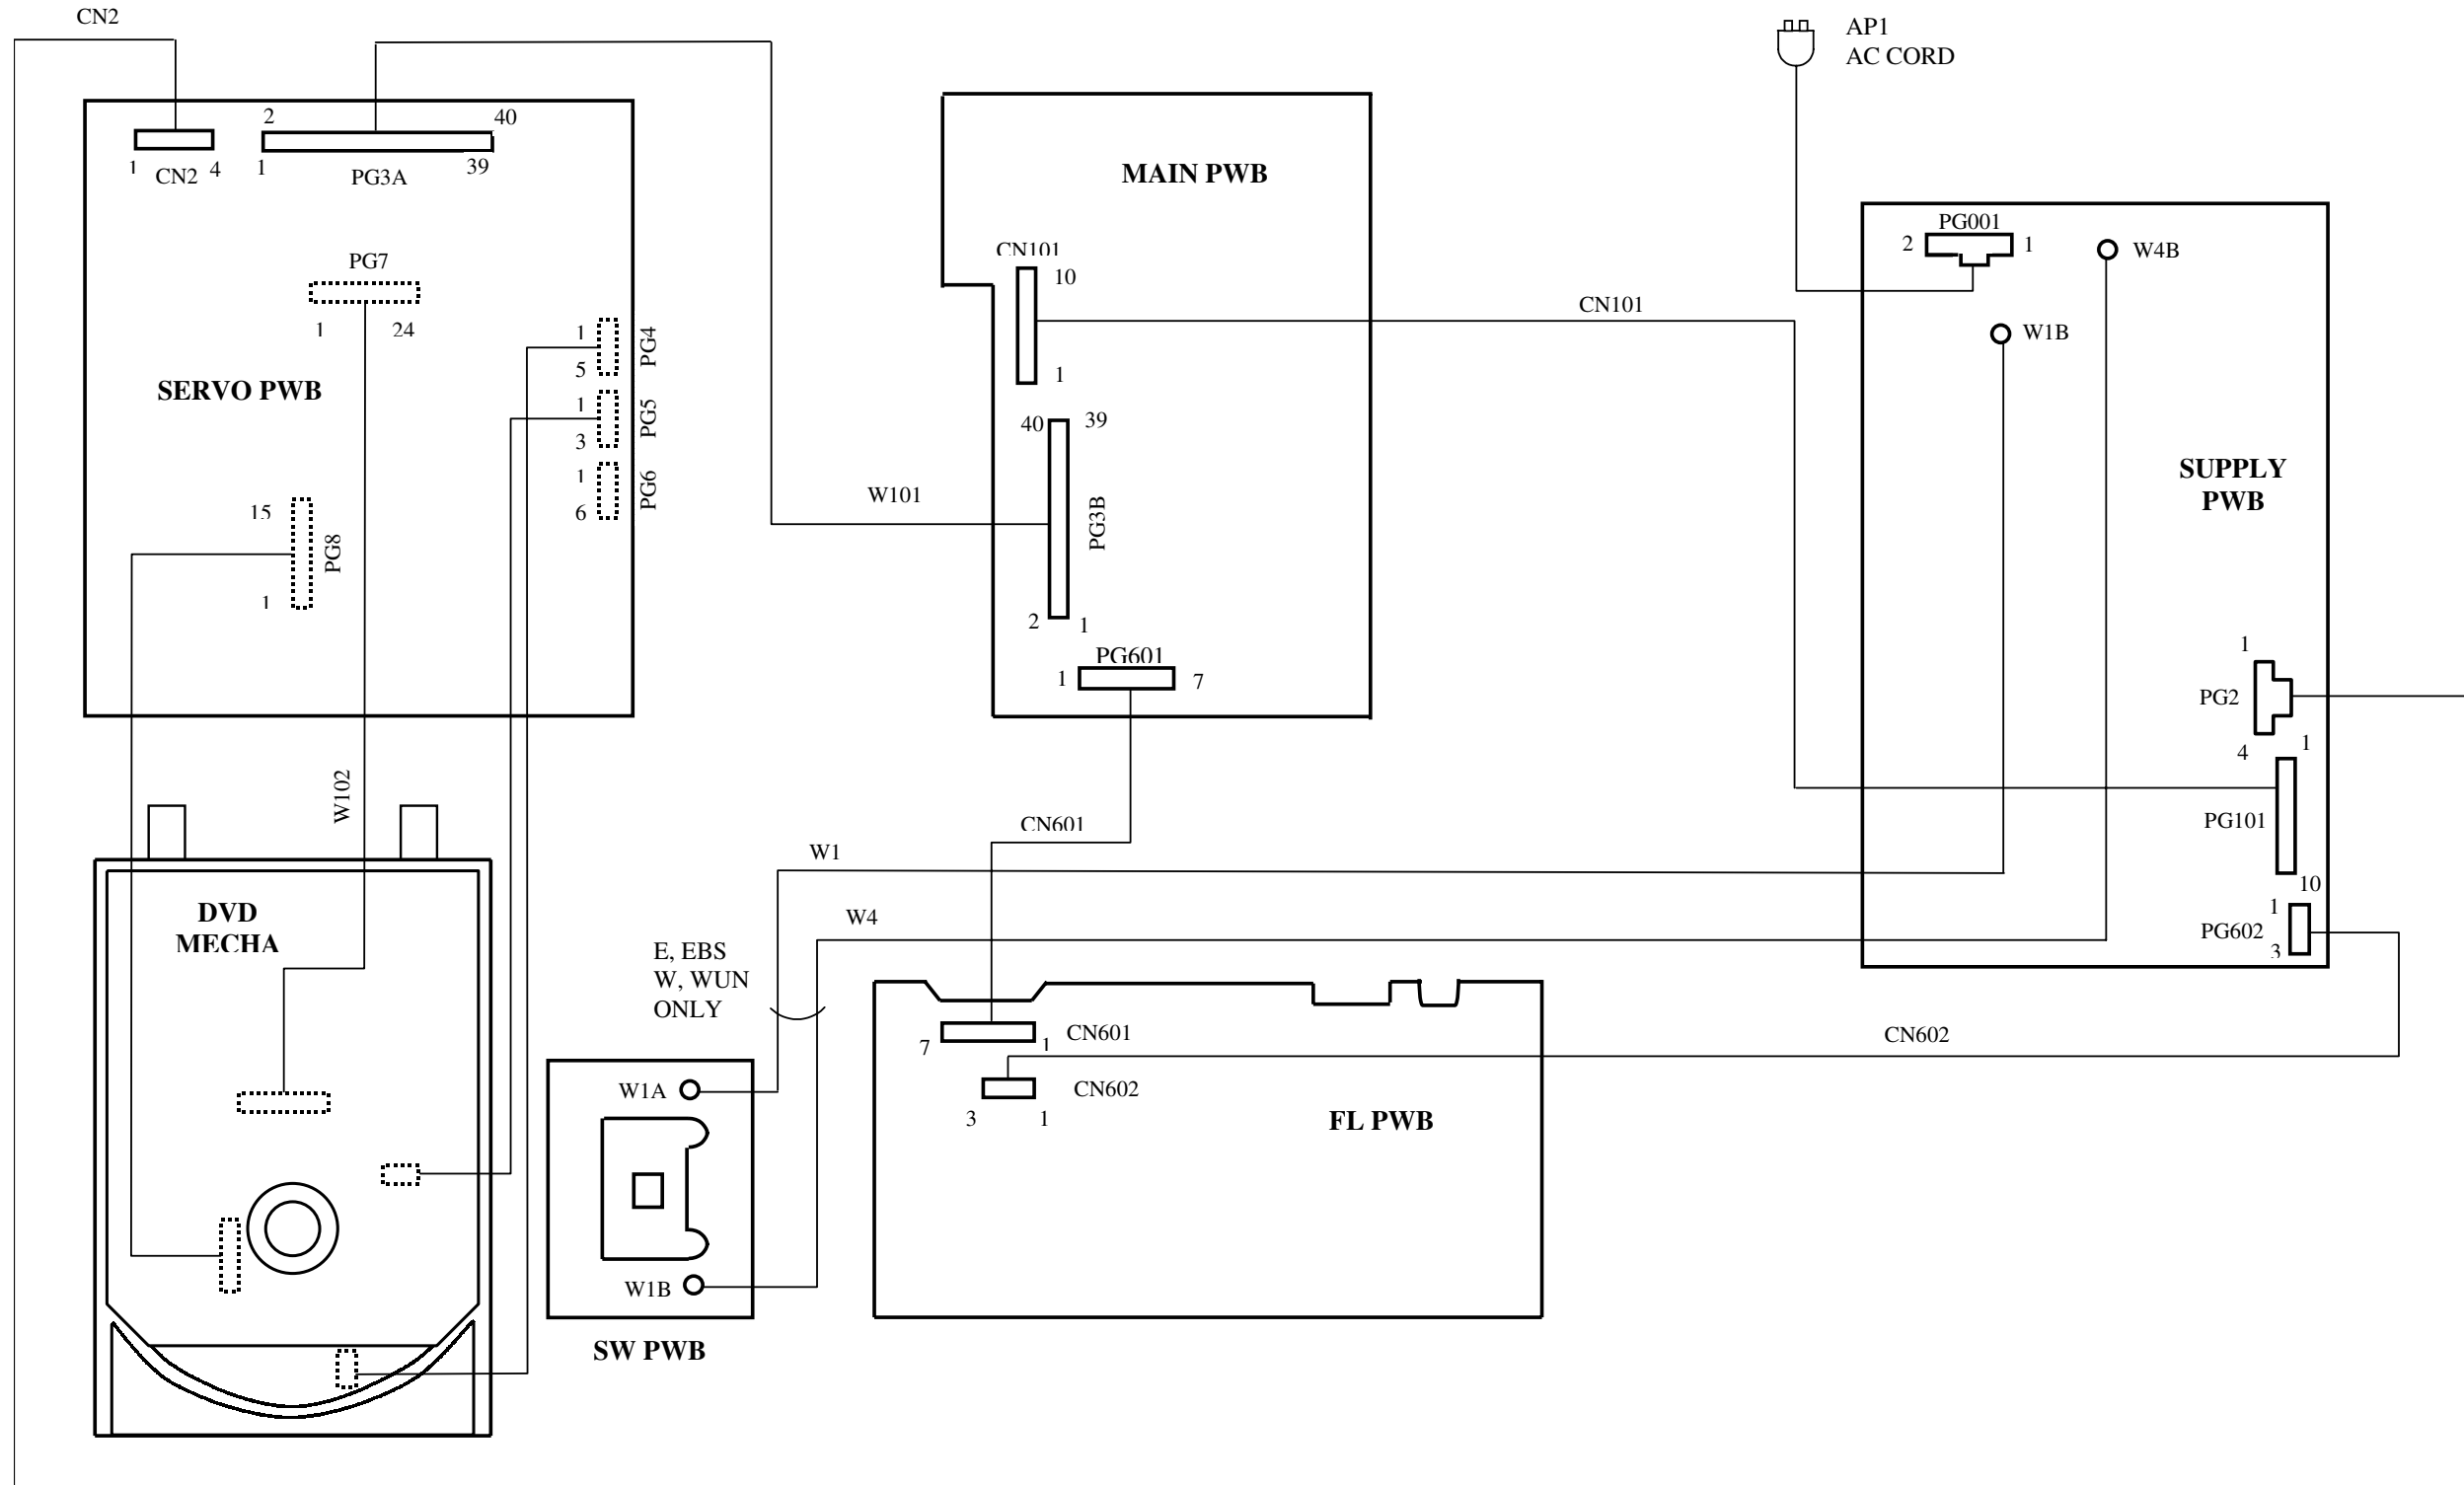 CN2
AP1
AC CORD
2
40
1
4
CN2
1
39
PG3A
MAIN PWB
PG001
2
1
W4B
CN101
10
PG7
1
24
CN101
W1B
1
5
PG4
1
SERVO PWB
1
3
PG5
40
39
1
6
PG6
SUPPLY
PWB
W101
15
PG8
PG3B
1
2
1
1
PG601
1
7
PG2
4
1
W102
PG101
CN601
W1
10
1
DVD
MECHA
W4
PG602
3
E, EBS
W, WUN
ONLY
CN601
7
1
CN602
W1A
CN602
3
1
FL PWB
W1B
SW PWB